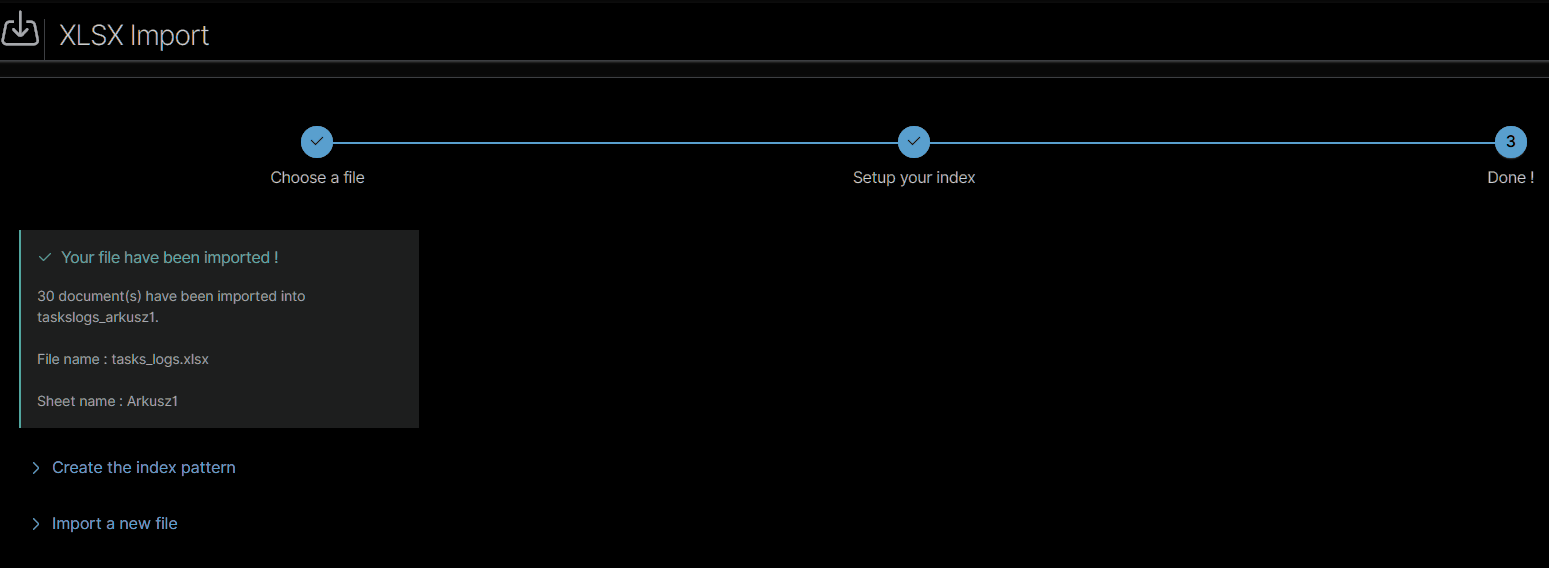 XLSX Import
3
Choose a file
Setup your index
Done !
Your file have been imported !
30 document(s) have been imported into
taskslogs_arkusz1.
File name : tasks_logs.xlsx
Sheet name : Arkusz1
Create the index pattern
Import a new file